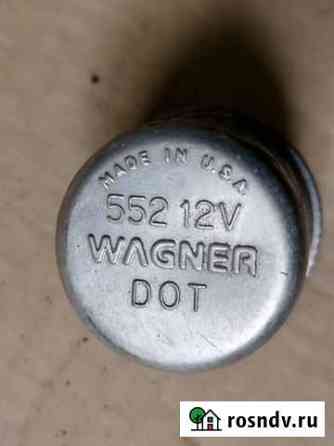 MADE IN U.S.A.
552 12V
WAGNER
DOT
rosndv.ru